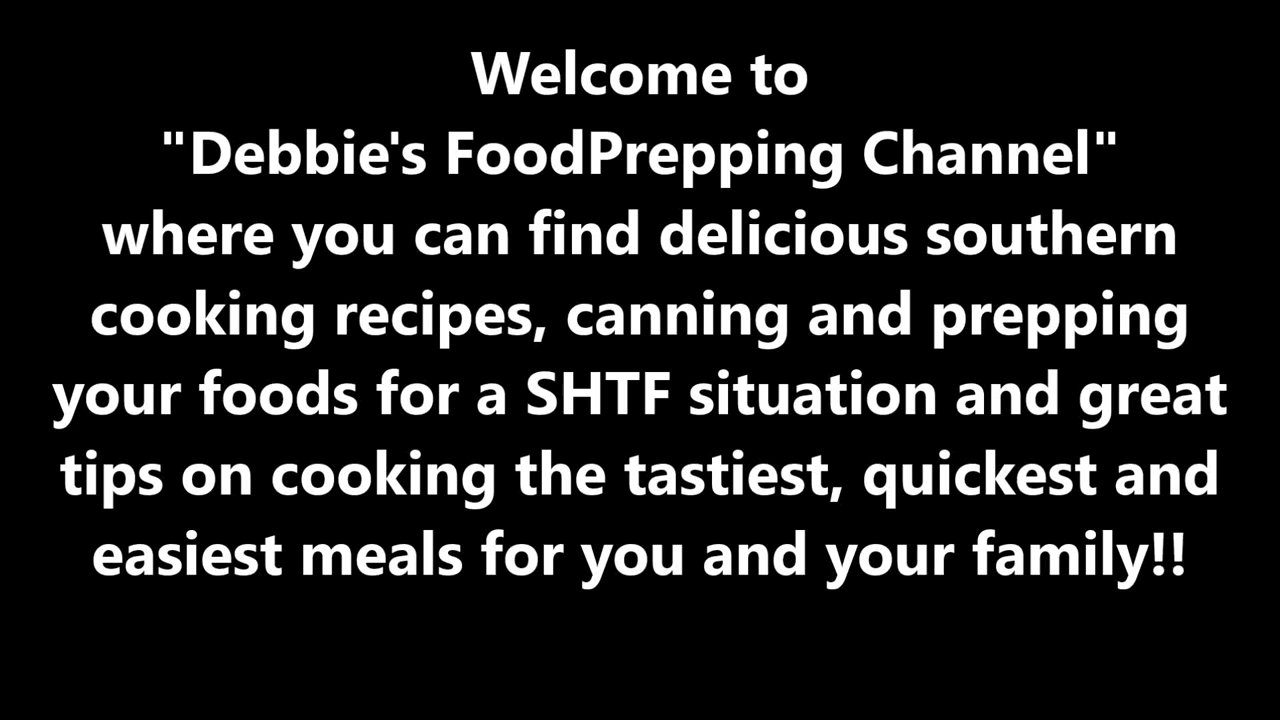 Welcome to
"Debbie's FoodPrepping Channel"
where you can find delicious southern
cooking recipes, canning and prepping
your foods for a SHTF situation and great
tips on cooking the tastiest, quickest and
easiest meals for you and your family!!